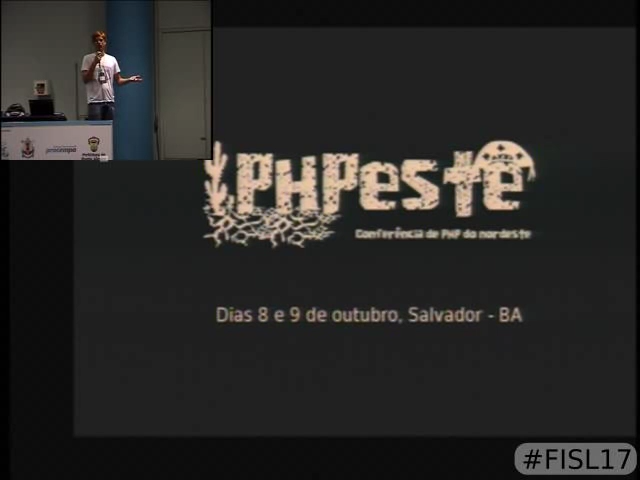 PHPeste
Conferência de PHP do nordeste
Dias 8 e 9 de outubro, Salvador - BA
#FISL17